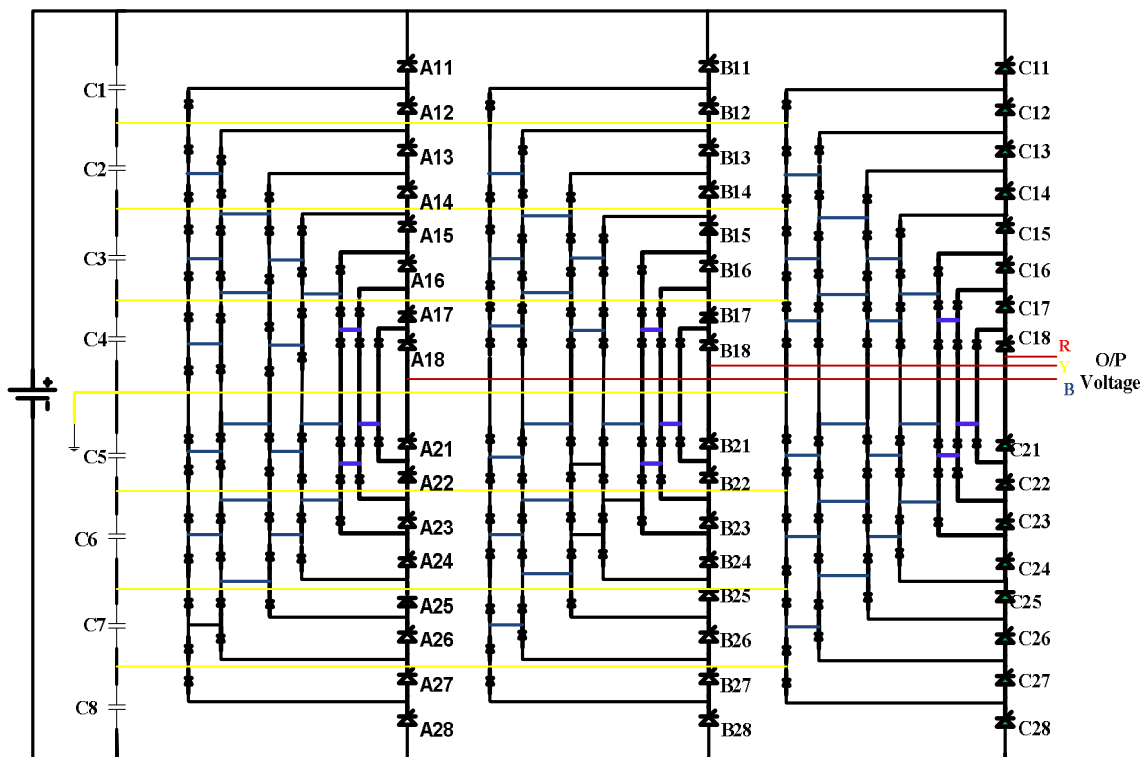 C1
C2
C3
C4
C5
C6
C7
C8
+
-
A11
A12
A13
A14
A15
A16
A17
A18
A21
A22
A23
A24
A25
A26
A27
A28
B11
B12
B13
B14
B15
B16
B17
B18
B21
B22
B23
B24
B25
B26
B27
B28
C11
C12
C13
C14
C15
C16
C17
C18
C21
C22
C23
C24
C25
C26
C27
C28
R
Y
B
O/P
Voltage